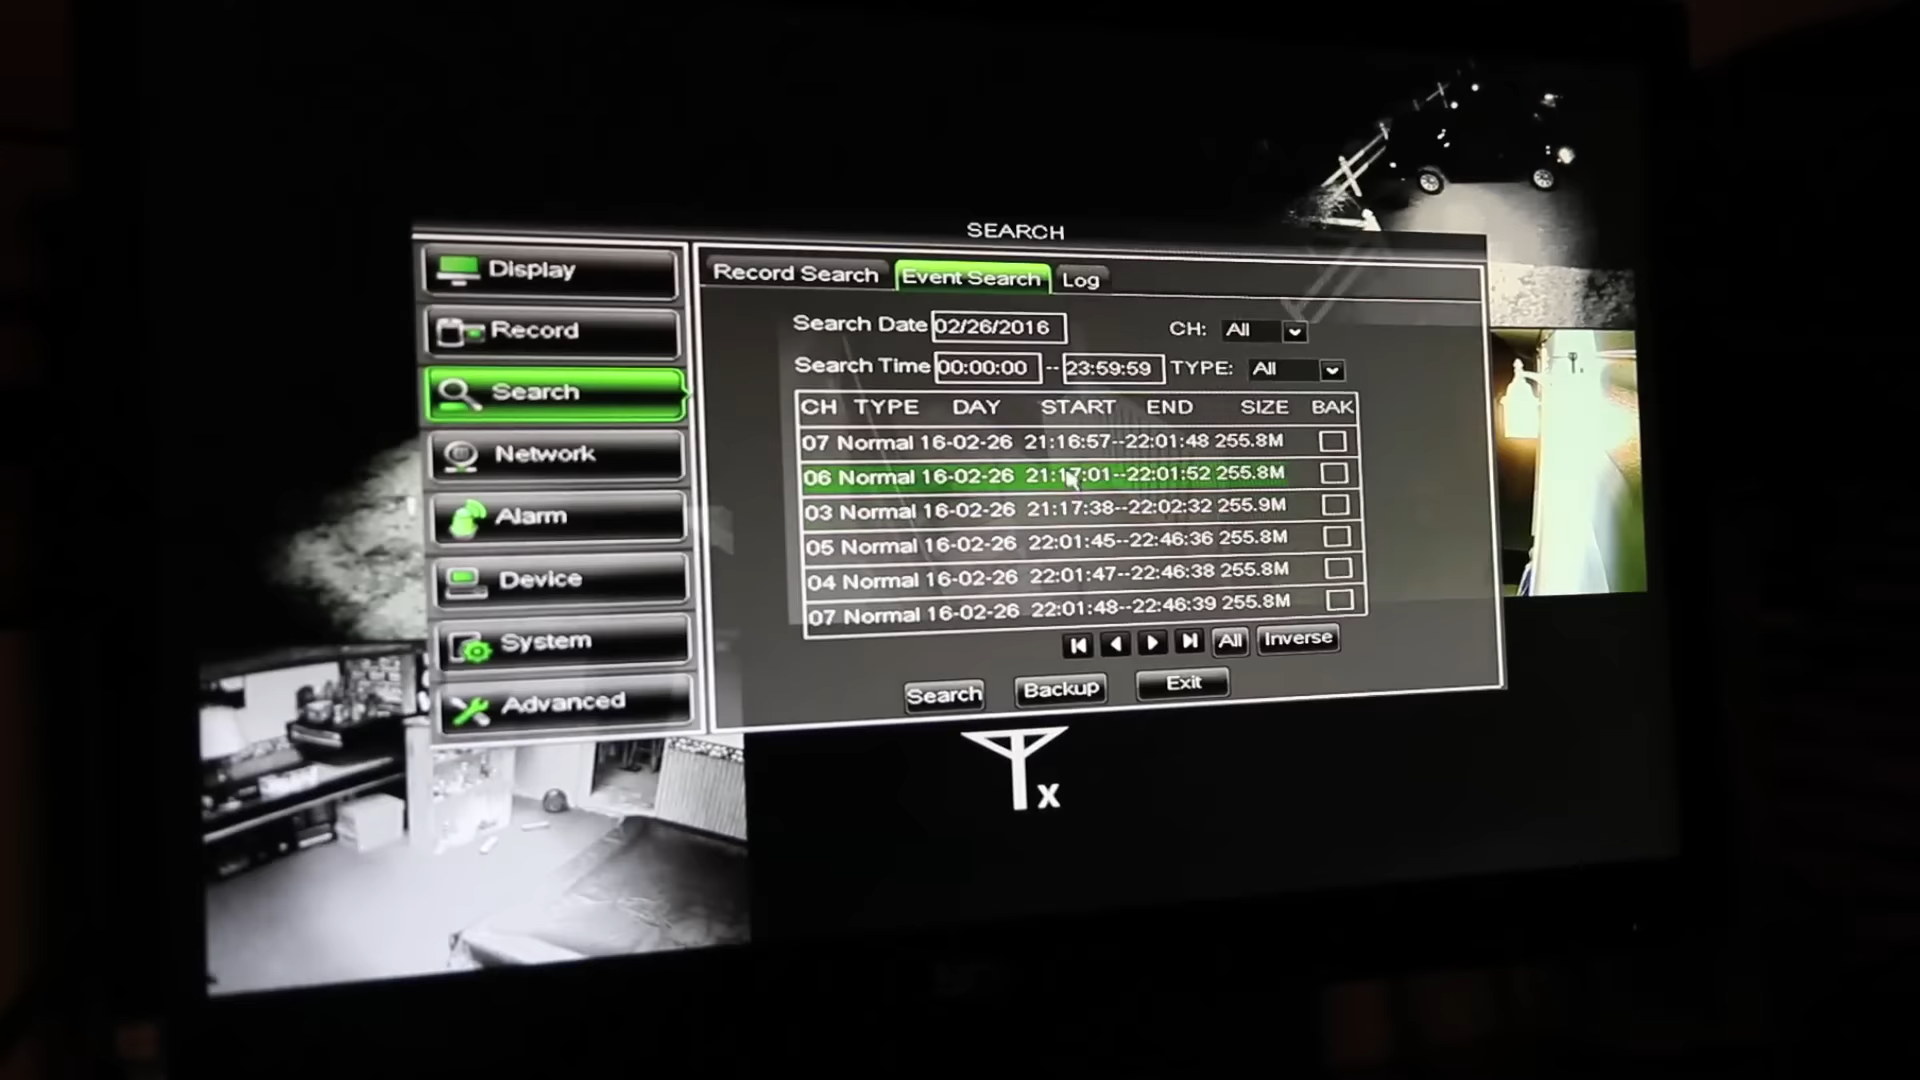 SEARCH
Display
Record
Search
Network
Alarm
Device
System
Advanced
Record Search Event Search Log
Search Date 02/26/2016 CH: All
Search Time 00:00:00 -- 23:59:59 TYPE: All
CH TYPE DAY START END SIZE BAK
07 Normal 16-02-26 21:16:57--22:01:48 255.8M
06 Normal 16-02-26 21:17:01--22:01:52 255.8M
03 Normal 16-02-26 21:17:38--22:02:32 255.9M
05 Normal 16-02-26 22:01:45--22:46:36 255.8M
04 Normal 16-02-26 22:01:47--22:46:38 255.8M
07 Normal 16-02-26 22:01:48--22:46:39 255.8M
All Inverse
Search Backup Exit
x